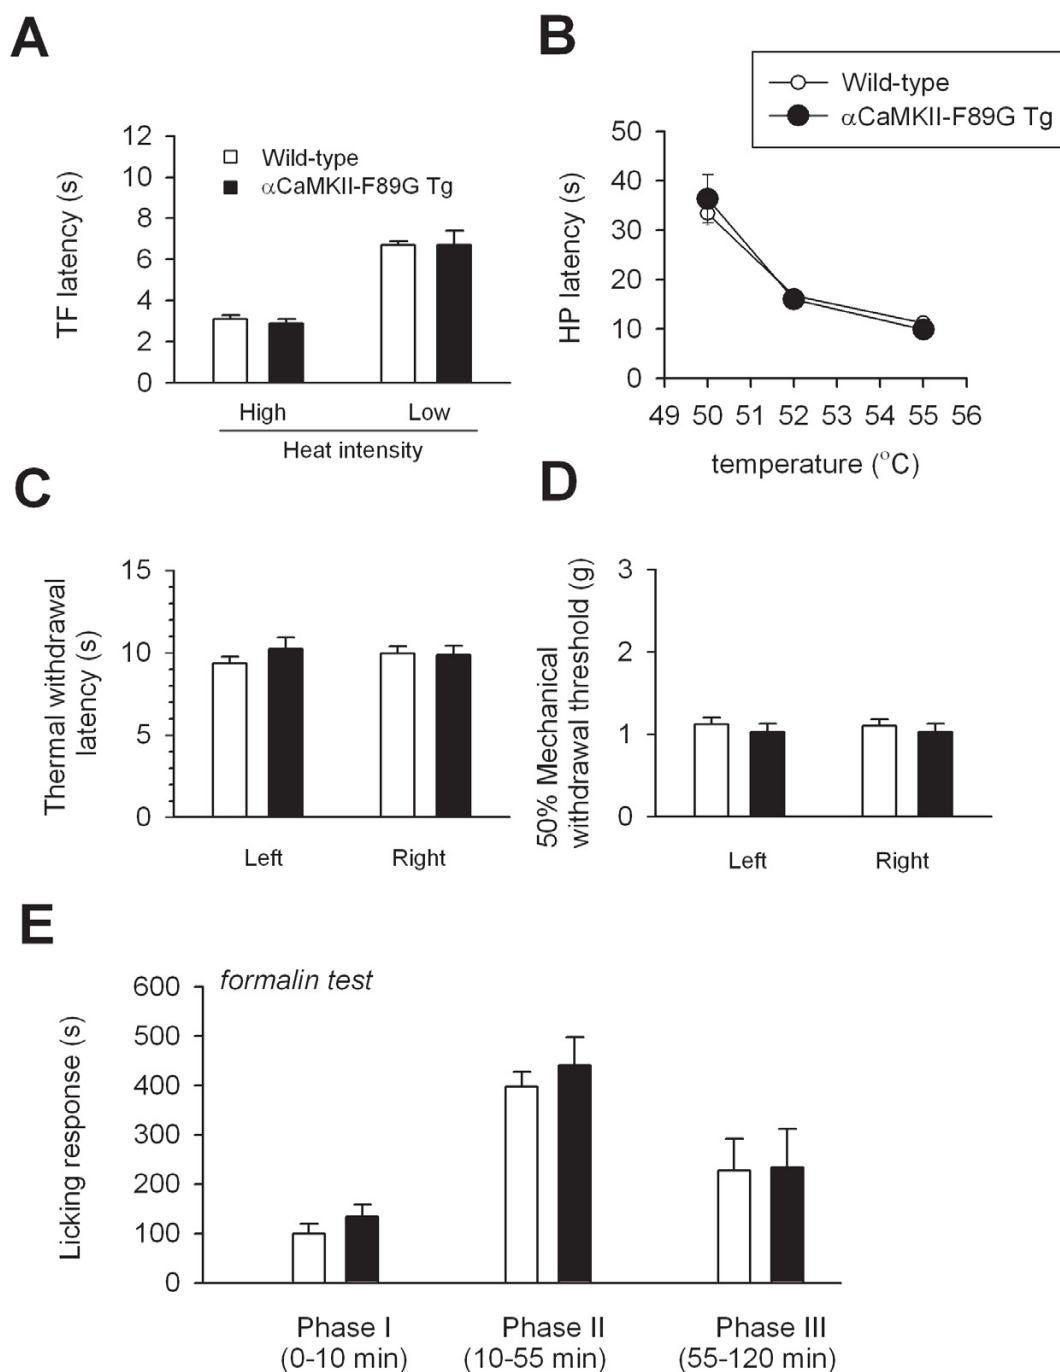 A
12
10
8
6
4
2
0
TF latency (s)
Wild-type
αCaMKII-F89G Tg
High
Low
Heat intensity
B
Wild-type
αCaMKII-F89G Tg
50
40
30
20
10
0
HP latency (s)
49 50 51 52 53 54 55 56
temperature (°C)
C
15
10
5
0
Thermal withdrawal
latency (s)
Left
Right
D
3
2
1
0
50% Mechanical
withdrawal threshold (g)
Left
Right
E
formalin test
600
500
400
300
200
100
0
Licking response (s)
Phase I
(0-10 min)
Phase II
(10-55 min)
Phase III
(55-120 min)